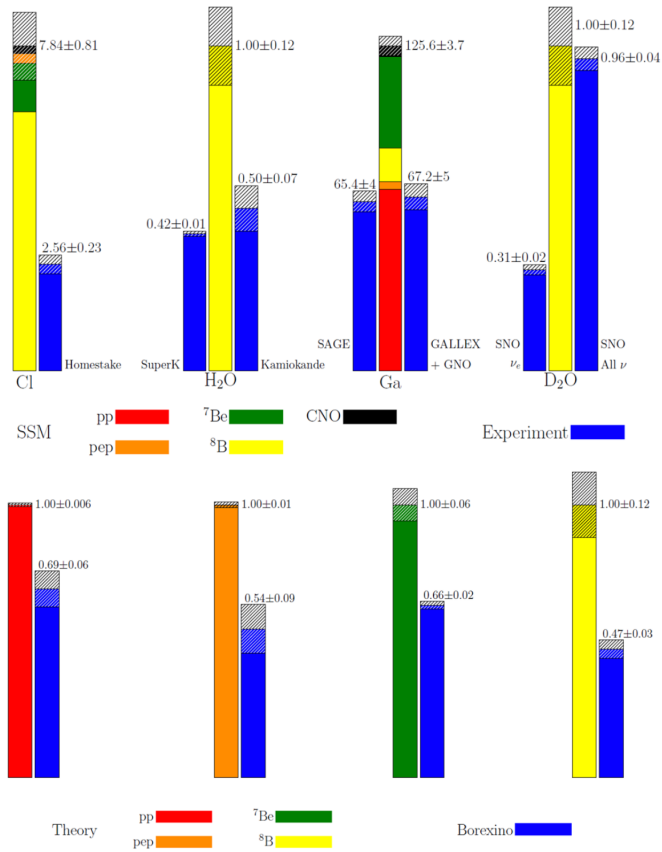 7.84±0.81
2.56±0.23
Homestake
Cl
1.00±0.12
0.50±0.07
0.42±0.01
SuperK
Kamiokande
H₂O
125.6±3.7
65.4±4
67.2±5
SAGE
GALLEX
+ GNO
Ga
1.00±0.12
0.96±0.04
0.31±0.02
SNO
νₑ
SNO
All ν
D₂O
SSM
pp
⁷Be
CNO
pep
⁸B
Experiment
1.00±0.006
0.69±0.06
1.00±0.01
0.54±0.09
1.00±0.06
0.66±0.02
1.00±0.12
0.47±0.03
Theory
pp
⁷Be
pep
⁸B
Borexino